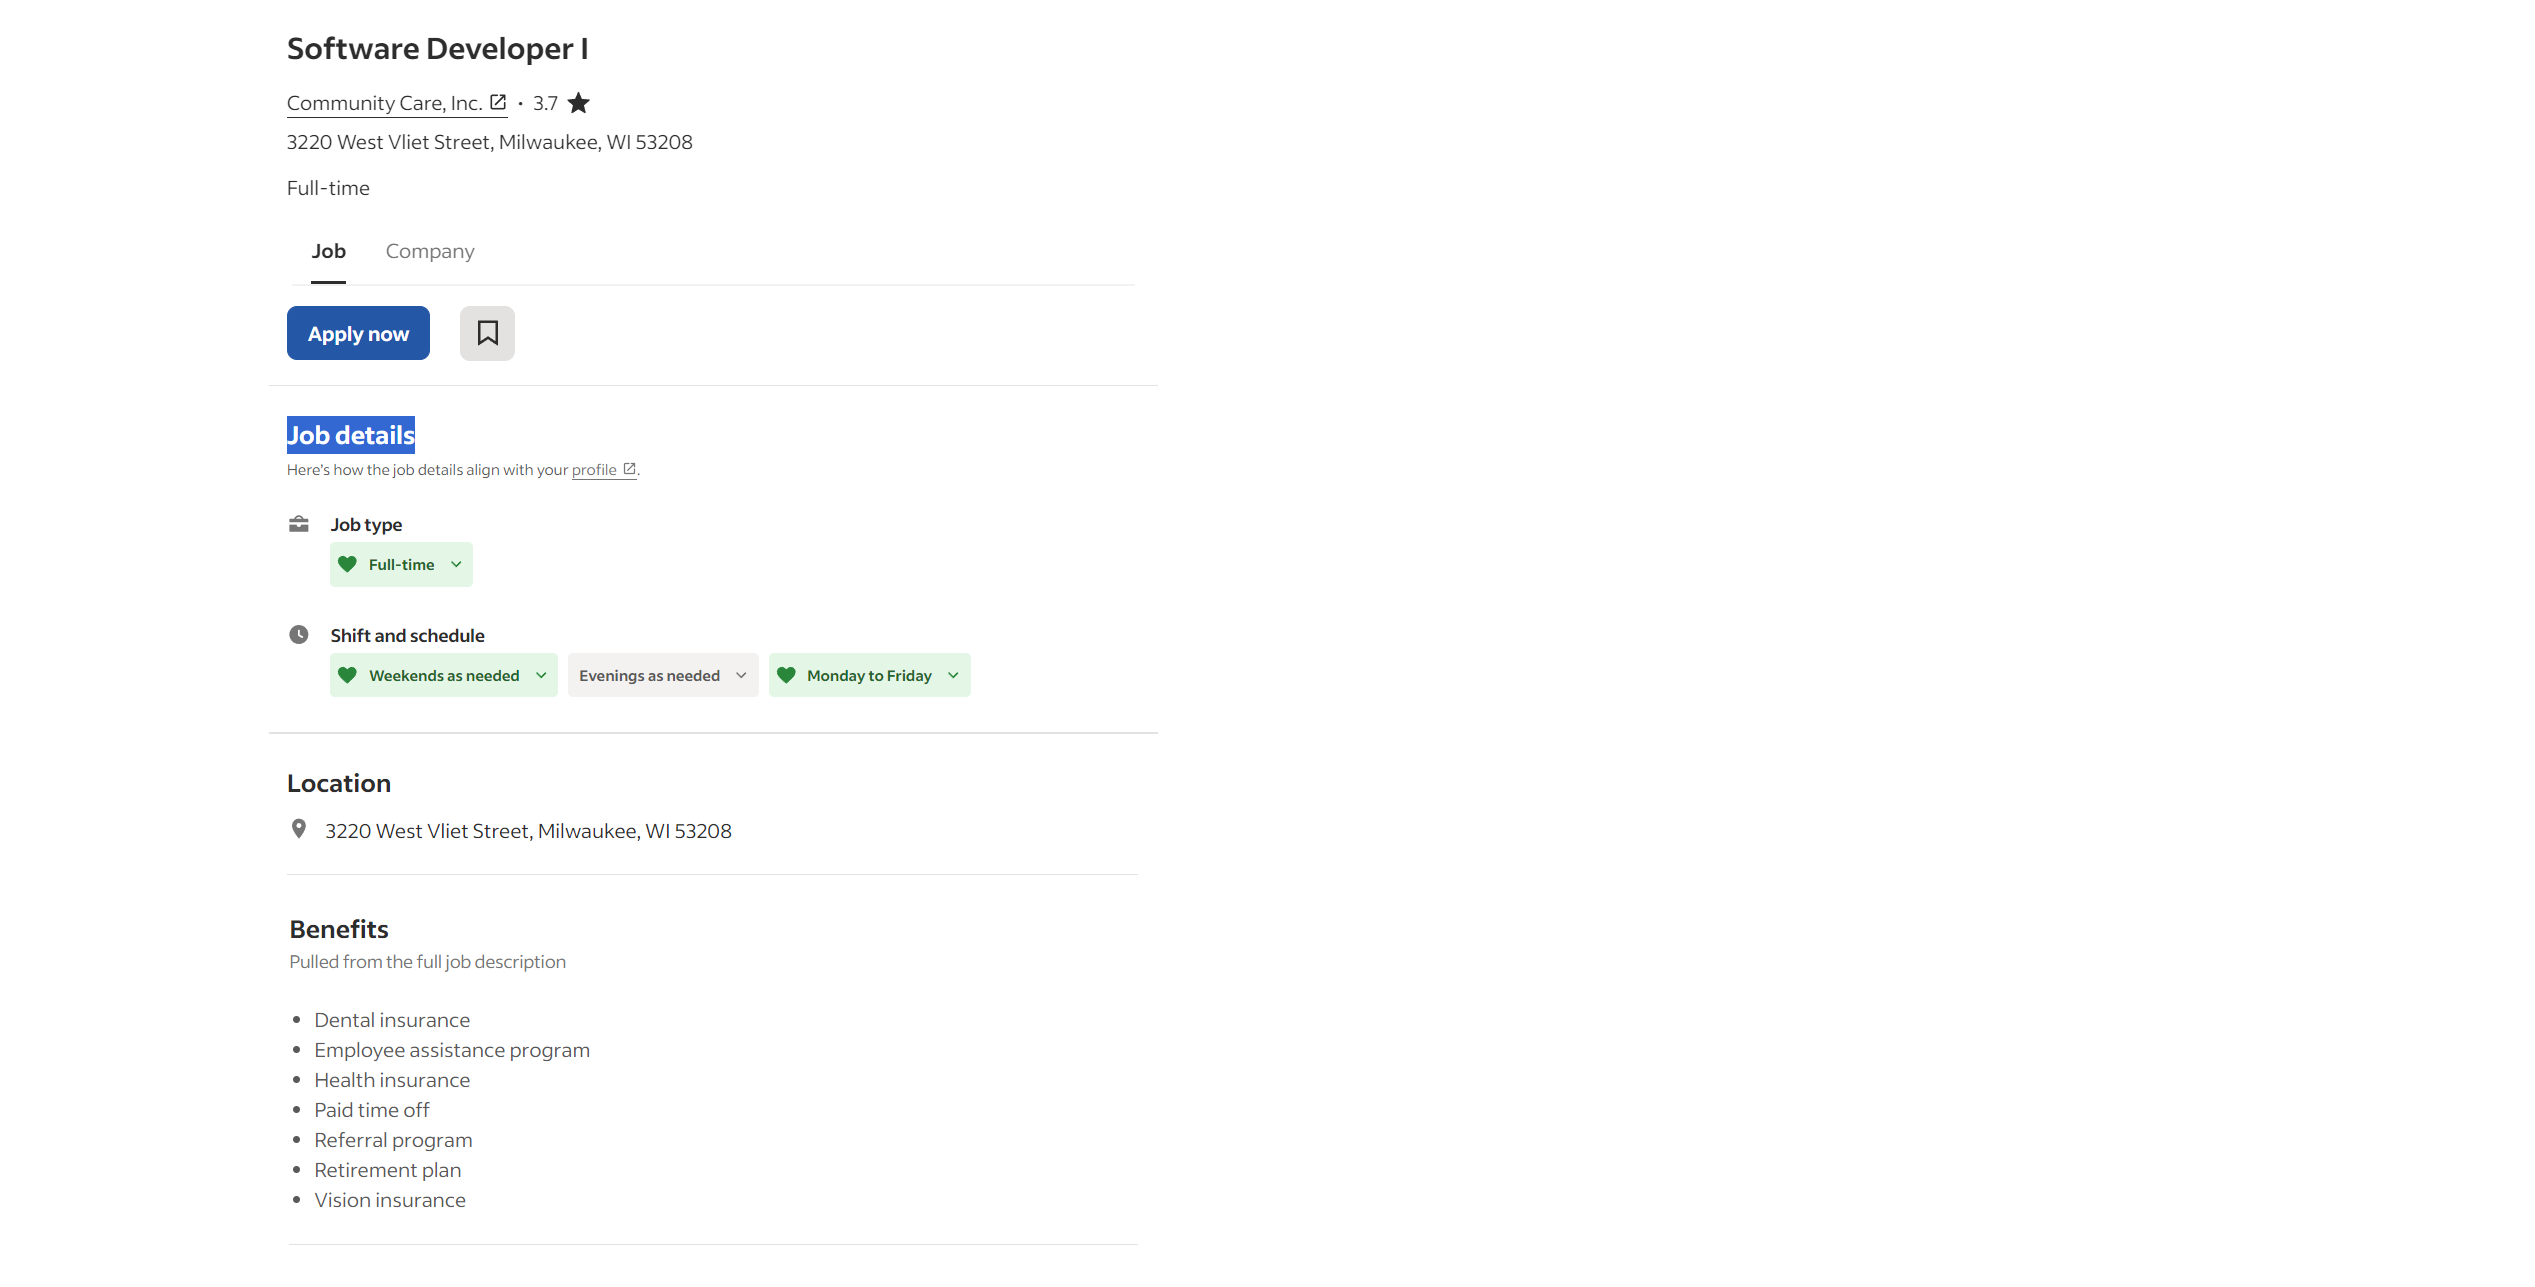 Software Developer I
Community Care, Inc. • 3.7
3220 West Vliet Street, Milwaukee, WI 53208
Full-time
Job Company
Apply now
Job details
Here's how the job details align with your profile.
Job type
Full-time
Shift and schedule
Weekends as needed Evenings as needed Monday to Friday
Location
3220 West Vliet Street, Milwaukee, WI 53208
Benefits
Pulled from the full job description
• Dental insurance
• Employee assistance program
• Health insurance
• Paid time off
• Referral program
• Retirement plan
• Vision insurance